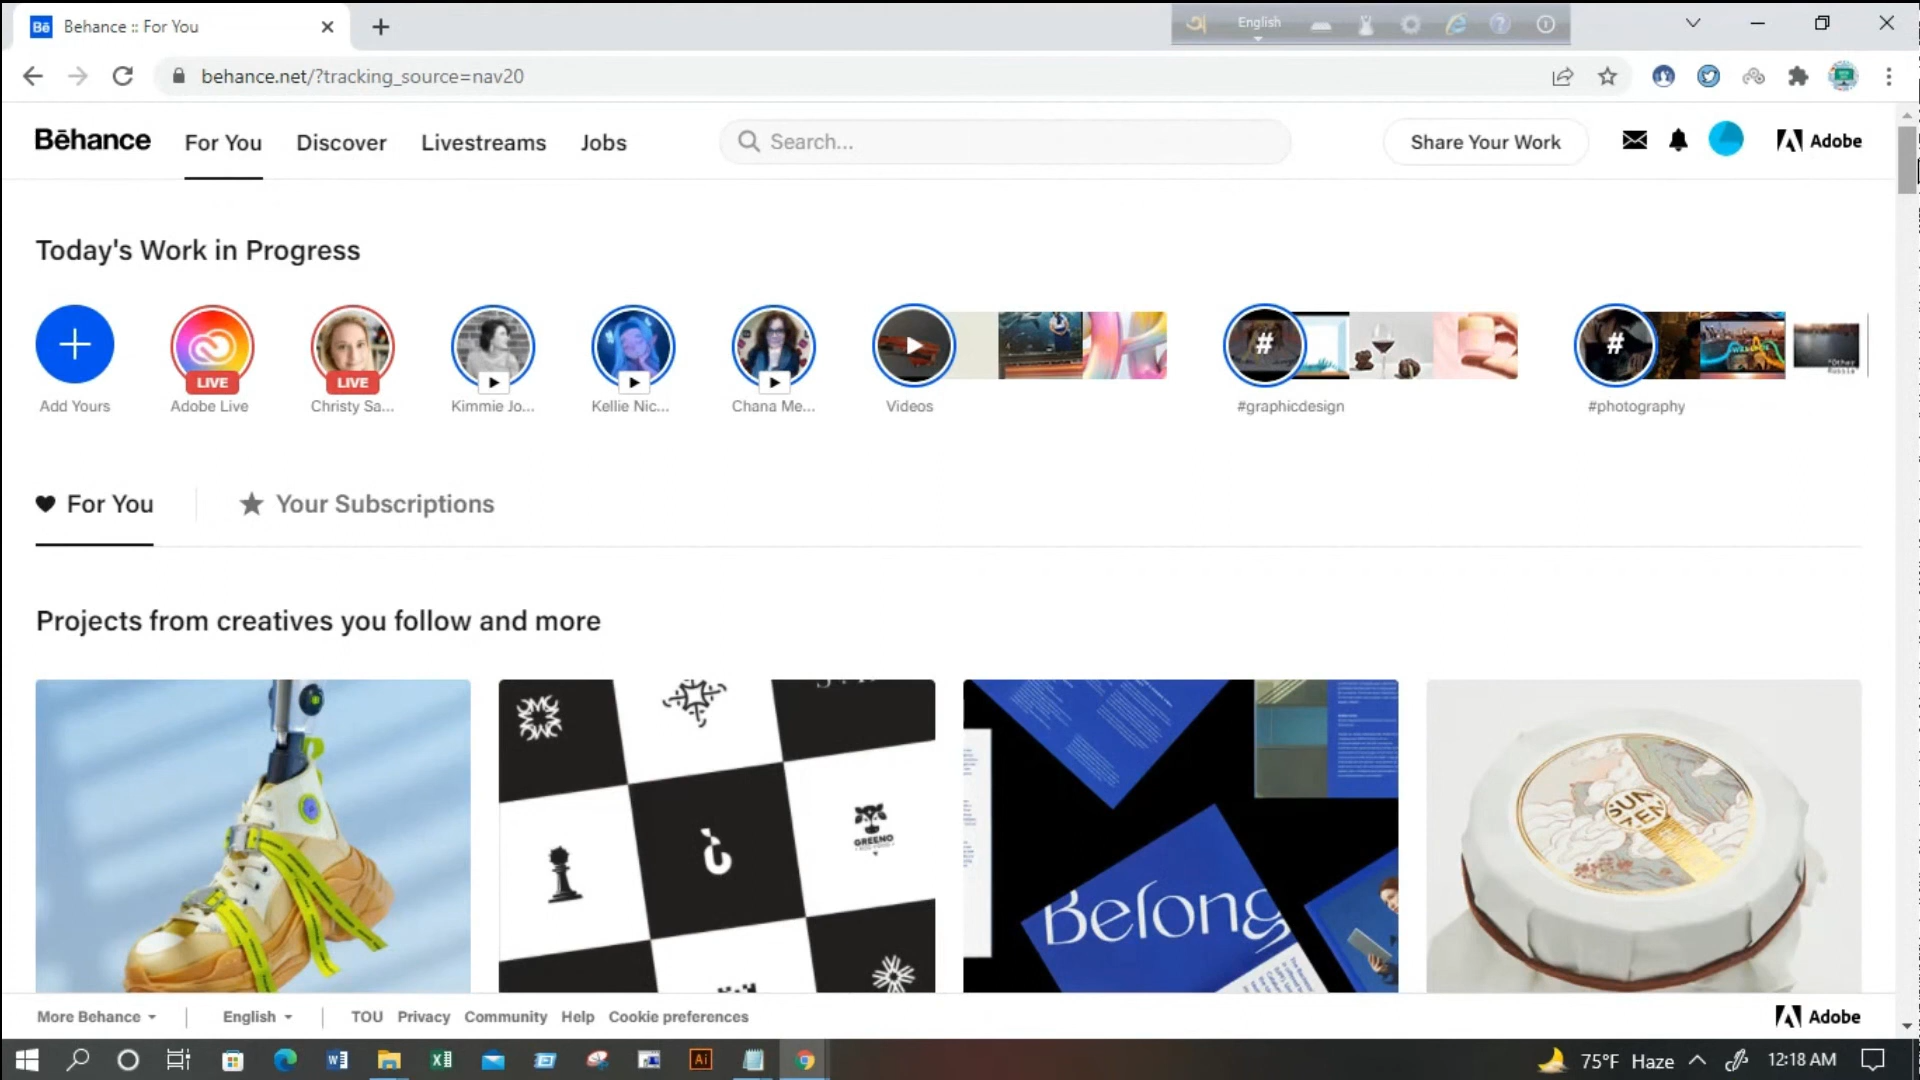 Behance :: For You
English
behance.net/?tracking_source=nav20
Bēhance
For You
Discover
Livestreams
Jobs
Search...
Share Your Work
Adobe
Today's Work in Progress
LIVE
LIVE
#
#
Add Yours
Adobe Live
Christy Sa...
Kimmie Jo...
Kellie Nic...
Chana Me...
Videos
#graphicdesign
#photography
For You
Your Subscriptions
Projects from creatives you follow and more
GREENO
Belong
SUN
ZEN
More Behance
English
TOU
Privacy
Community
Help
Cookie preferences
Adobe
Ai
75°F Haze
12:18 AM